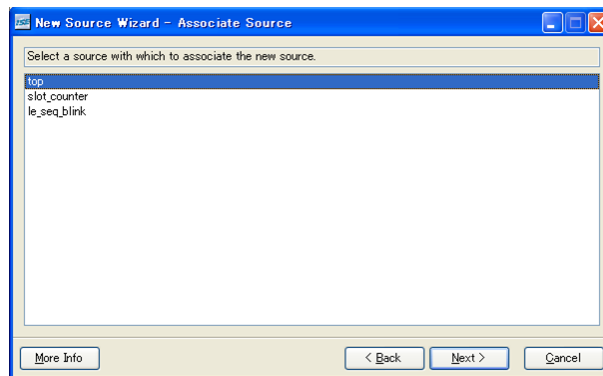 ISE New Source Wizard - Associate Source
Select a source with which to associate the new source.
top
slot_counter
le_seq_blink
More Info
< Back
Next >
Cancel